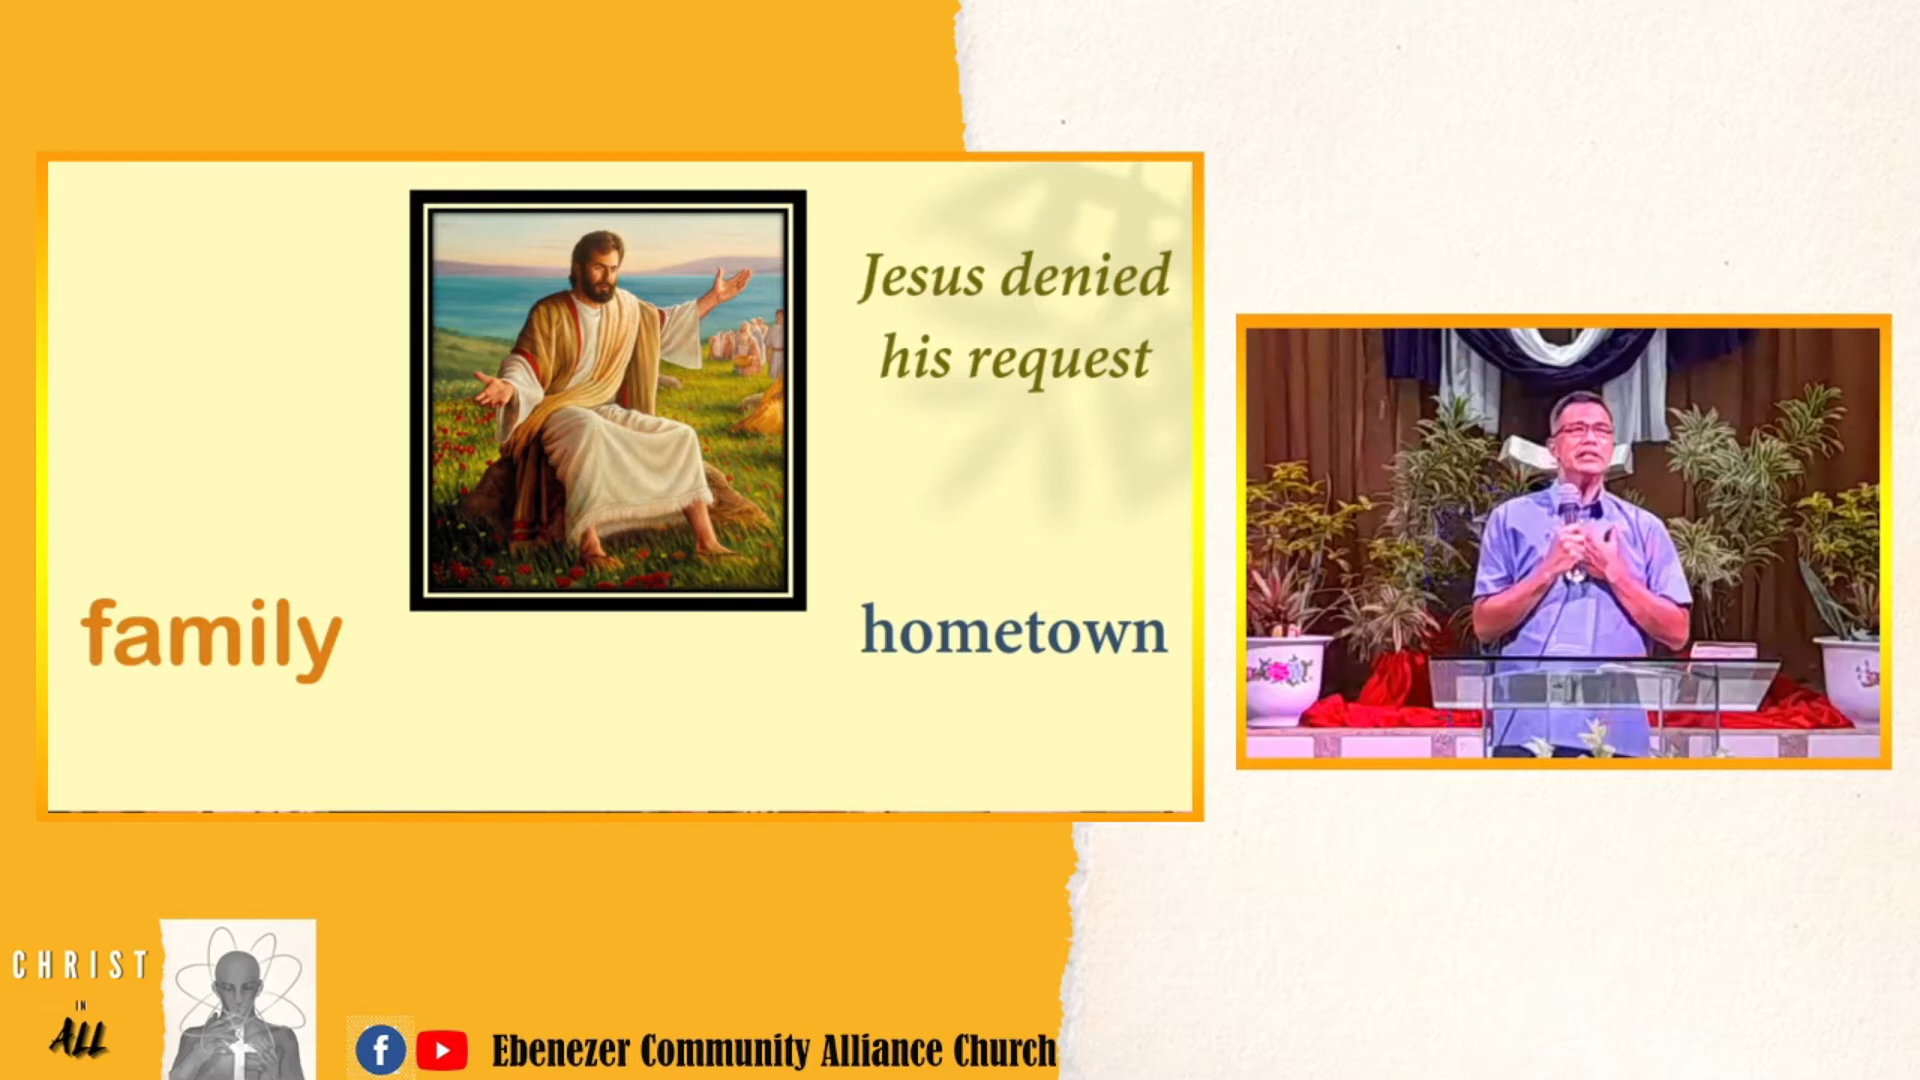 Jesus denied
his request
family
hometown
CHRIST
IN
ALL
Ebenezer Community Alliance Church